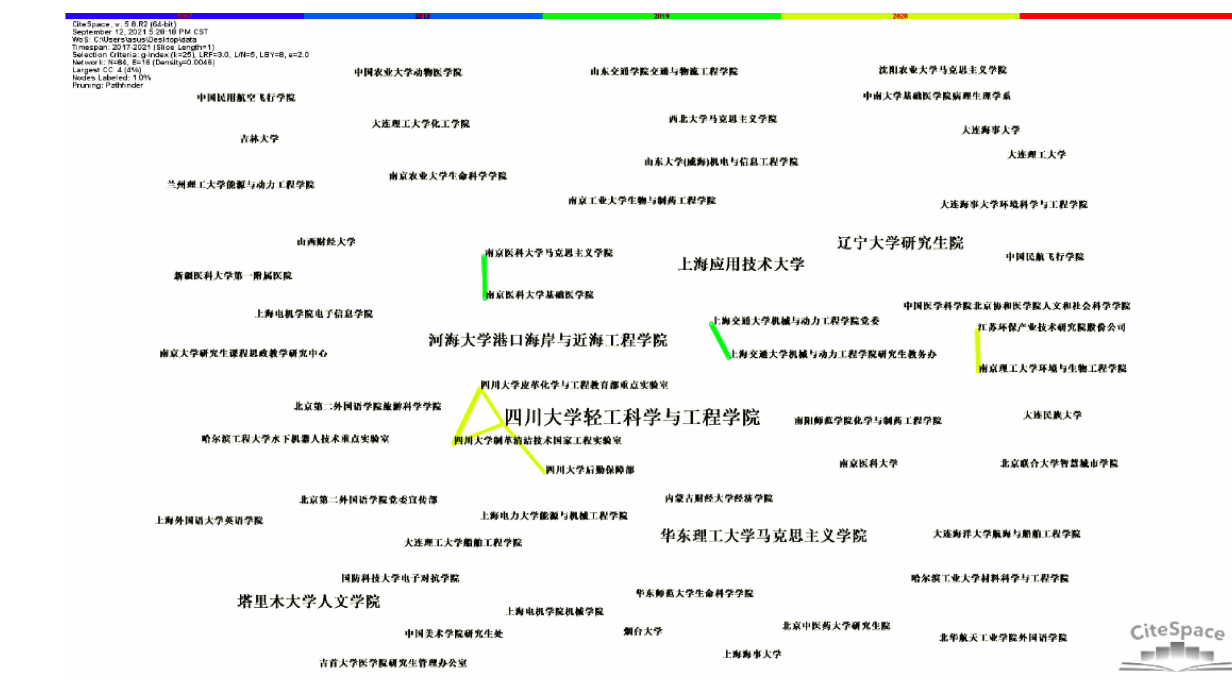 2017 2018 2019 2020
CiteSpace, v. 5.8.R2 (64-bit)
September 12, 2021 5:28:18 PM CST
WoS: C:\Users\asus\Desktop\data
Timespan: 2017-2021 (Slice Length=1)
Selection Criteria: g-index (k=25), LRF=3.0, L/N=5, LBY=8, e=2.0
Network: N=84, E=16 (Density=0.0046)
Largest CC: 4 (4%)
Nodes Labeled: 1.0%
Pruning: Pathfinder
中国农业大学动物医学院
山东交通学院交通与物流工程学院
沈阳农业大学马克思主义学院
中国民用航空飞行学院
中南大学基础医学院病理生理学系
大连理工大学化工学院
西北大学马克思主义学院
吉林大学
大连海事大学
山东大学(威海)机电与信息工程学院
大连理工大学
兰州理工大学能源与动力工程学院
南京农业大学生命科学学院
南京工业大学生物与制药工程学院
大连海事大学环境科学与工程学院
山西财经大学
南京医科大学马克思主义学院
辽宁大学研究生院
上海应用技术大学
中国民航飞行学院
新疆医科大学第一附属医院
南京医科大学基础医学院
上海电机学院电子信息学院
中国医学科学院北京协和医学院人文和社会科学学院
上海交通大学机械与动力工程学院党委
江苏环保产业技术研究院股份公司
河海大学港口海岸与近海工程学院
南京大学研究生课程思政教学研究中心
上海交通大学机械与动力工程学院研究生教务办
南京理工大学环境与生物工程学院
四川大学皮革化学与工程教育部重点实验室
北京第二外国语学院旅游科学学院
四川大学轻工科学与工程学院
南阳师范学院化学与制药工程学院
大连民族大学
哈尔滨工程大学水下机器人技术重点实验室
四川大学制革清洁技术国家工程实验室
四川大学后勤保障部
南京医科大学
北京联合大学智慧城市学院
北京第二外国语学院党委宣传部
内蒙古财经大学经济学院
上海外国语大学英语学院
上海电力大学能源与机械工程学院
大连理工大学船舶工程学院
华东理工大学马克思主义学院
大连海洋大学航海与船舶工程学院
国防科技大学电子对抗学院
哈尔滨工业大学材料科学与工程学院
塔里木大学人文学院
华东师范大学生命科学学院
上海电机学院机械学院
中国美术学院研究生处
烟台大学
北京中医药大学研究生院
北华航天工业学院外国语学院
上海海事大学
吉首大学医学院研究生管理办公室
CiteSpace